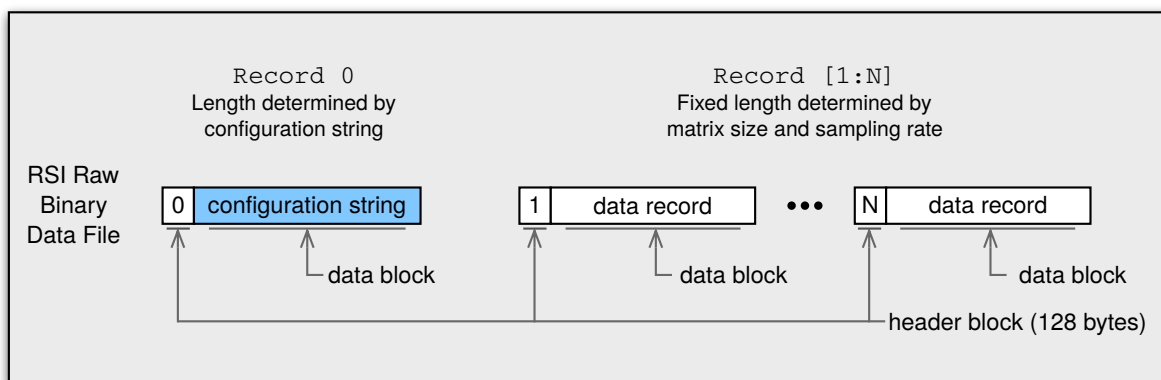 Record 0
Length determined by
configuration string
Record [1:N]
Fixed length determined by
matrix size and sampling rate
RSI Raw
Binary
Data File
0
configuration string
1
data record
•••
N
data record
data block
data block
data block
header block (128 bytes)